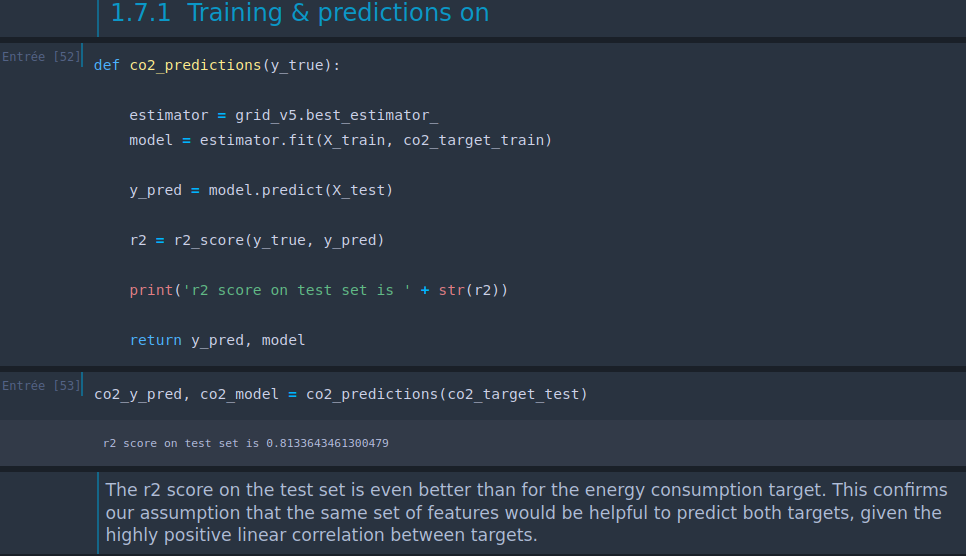 1.7.1 Training & predictions on
Entrée [52]
def co2_predictions(y_true):
estimator = grid_v5.best_estimator_
model = estimator.fit(X_train, co2_target_train)
y_pred = model.predict(X_test)
r2 = r2_score(y_true, y_pred)
print('r2 score on test set is ' + str(r2))
return y_pred, model
Entrée [53]
co2_y_pred, co2_model = co2_predictions(co2_target_test)
r2 score on test set is 0.8133643461300479
The r2 score on the test set is even better than for the energy consumption target. This confirms
our assumption that the same set of features would be helpful to predict both targets, given the
highly positive linear correlation between targets.